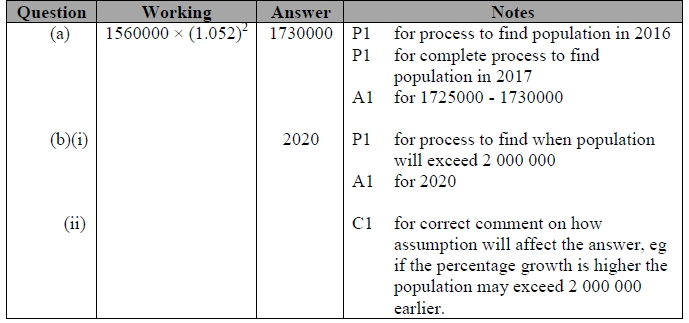 Question Working Answer Notes
(a) 1560000 × (1.052)² 1730000 P1 for process to find population in 2016
P1 for complete process to find
population in 2017
A1 for 1725000 - 1730000
(b)(i) 2020 P1 for process to find when population
will exceed 2 000 000
A1 for 2020
(ii) C1 for correct comment on how
assumption will affect the answer, eg
if the percentage growth is higher the
population may exceed 2 000 000
earlier.